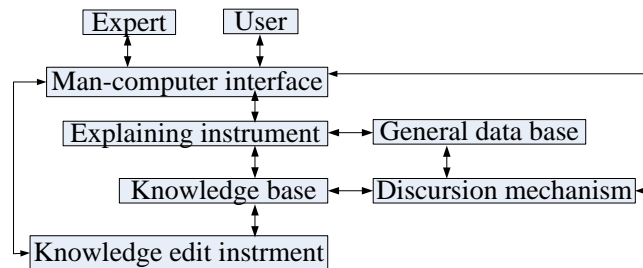 Expert
User
Man-computer interface
Explaining instrument
General data base
Knowledge base
Discursion mechanism
Knowledge edit instrment